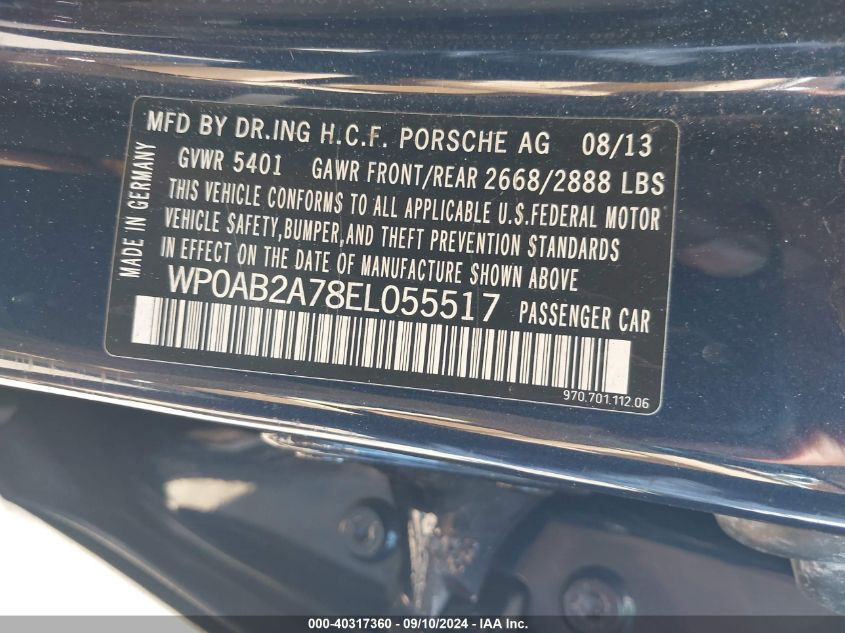 MFD BY DR.ING H.C.F. PORSCHE AG 08/13
GVWR 5401 GAWR FRONT/REAR 2668/2888 LBS
THIS VEHICLE CONFORMS TO ALL APPLICABLE U.S.FEDERAL MOTOR
VEHICLE SAFETY,BUMPER,AND THEFT PREVENTION STANDARDS
IN EFFECT ON THE DATE OF MANUFACTURE SHOWN ABOVE
WP0AB2A78EL055517 PASSENGER CAR
MADE IN GERMANY
970.701.112.06
000-40317360 - 09/10/2024 - IAA Inc.